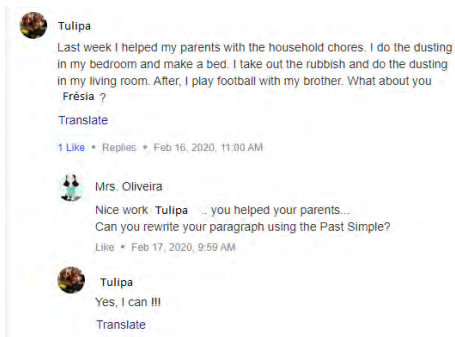 Tulipa
Last week I helped my parents with the household chores. I do the dusting
in my bedroom and make a bed. I take out the rubbish and do the dusting
in my living room. After, I play football with my brother. What about you
Frésia ?
Translate
1 Like • Replies • Feb 16, 2020, 11:00 AM
Mrs. Oliveira
Nice work Tulipa .. you helped your parents...
Can you rewrite your paragraph using the Past Simple?
Like • Feb 17, 2020, 9:59 AM
Tulipa
Yes, I can !!!
Translate